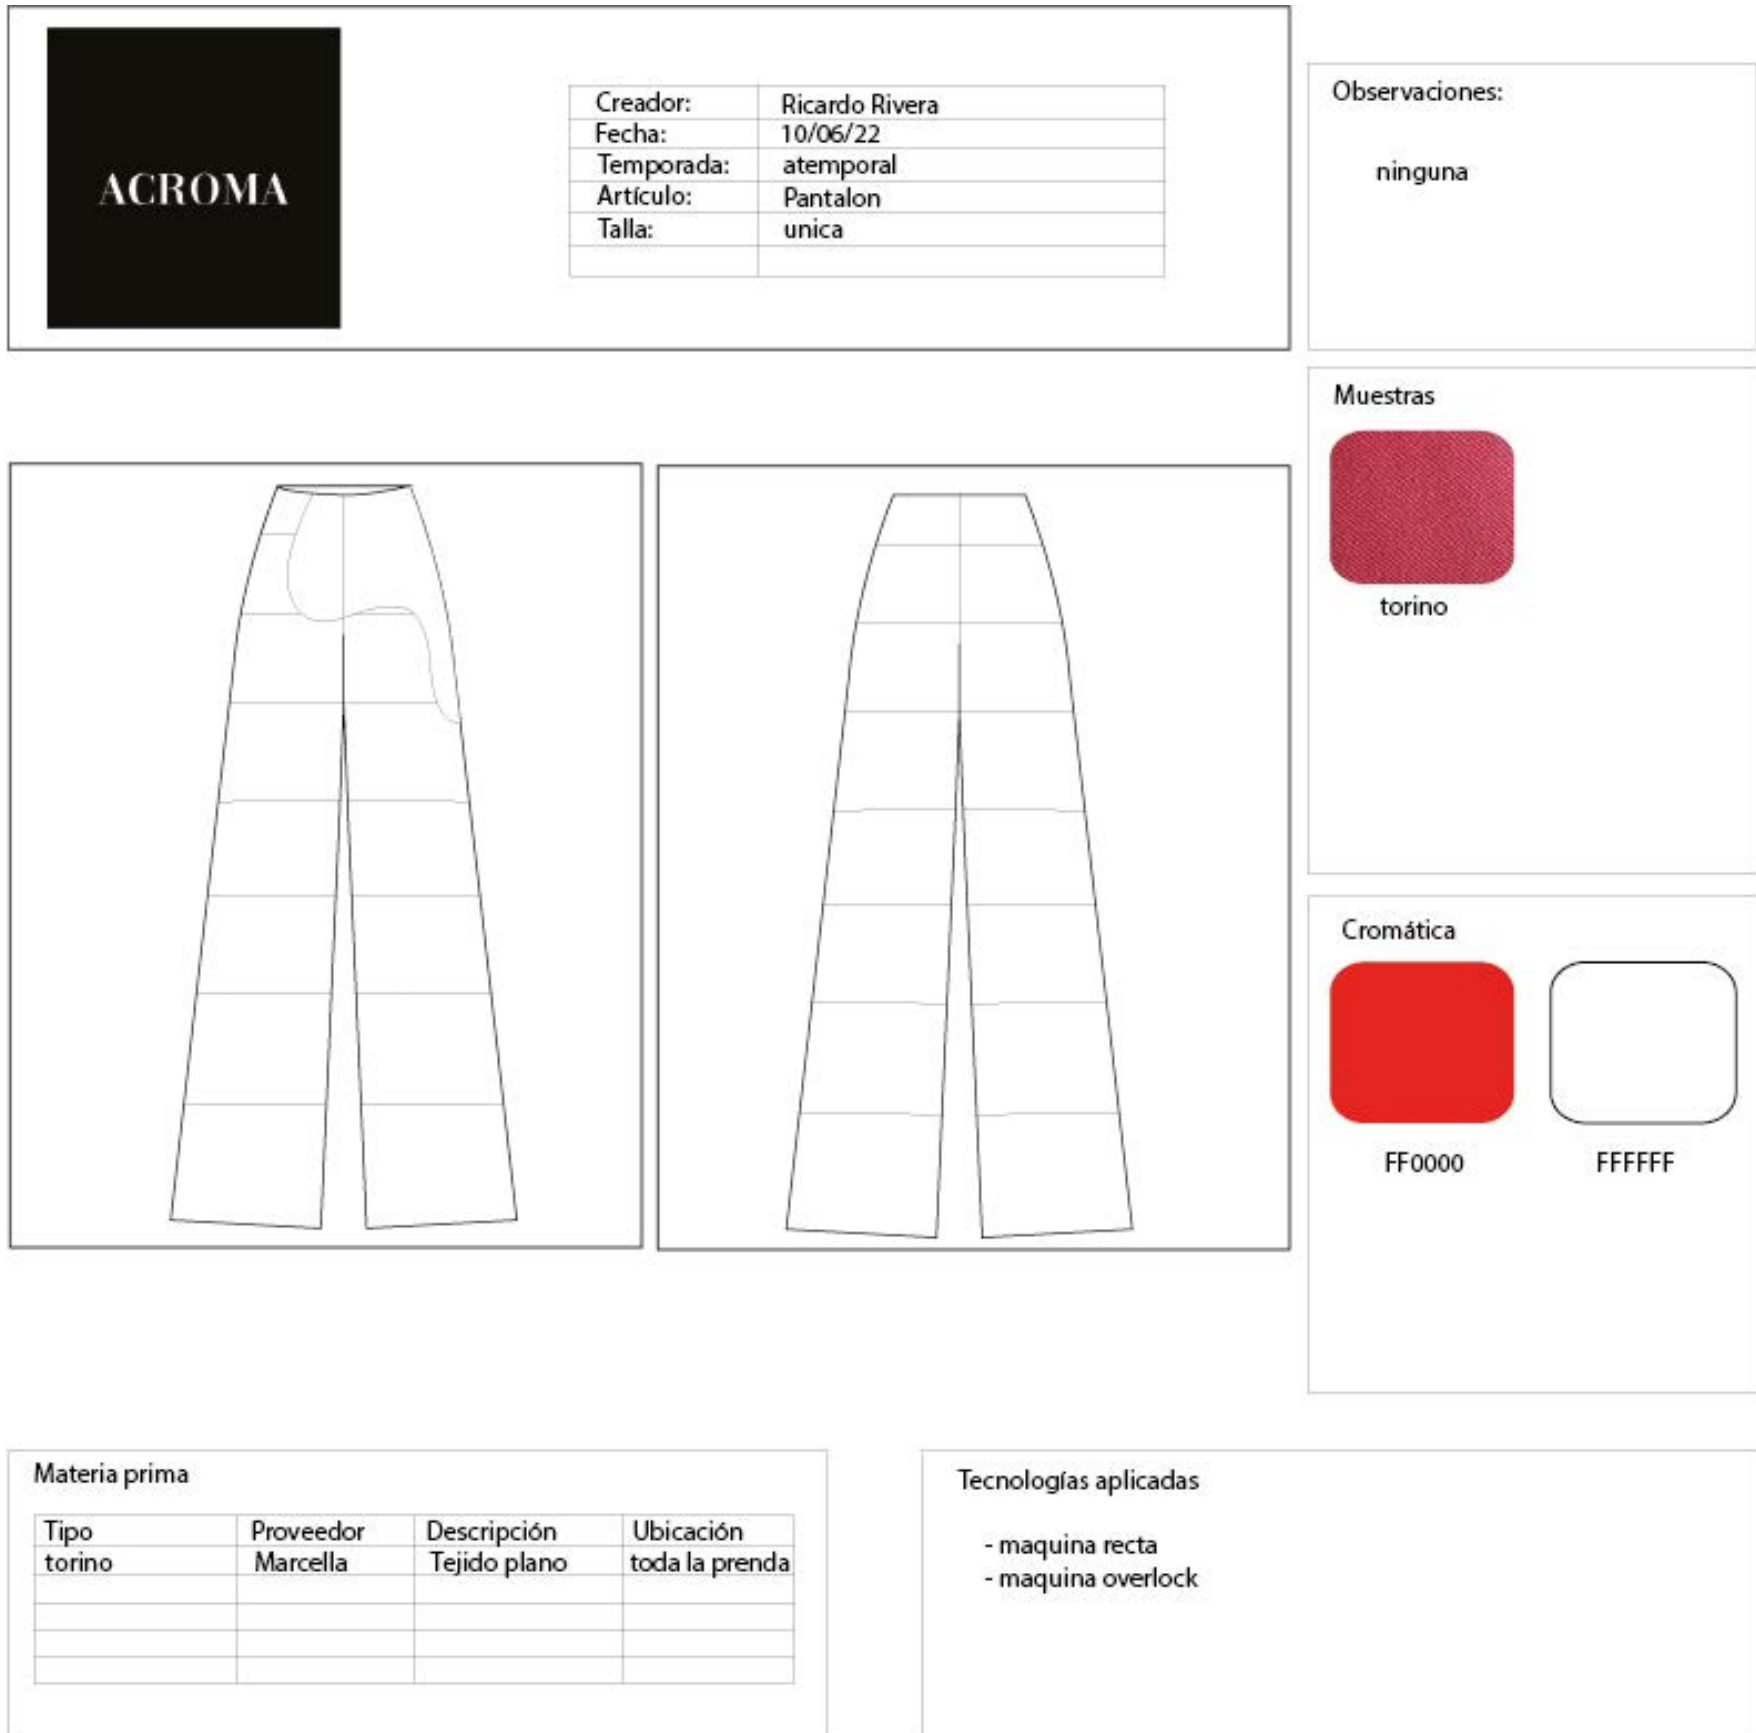 ACROMA
Creador: Ricardo Rivera
Fecha: 10/06/22
Temporada: atemporal
Artículo: Pantalon
Talla: unica
Observaciones:
ninguna
Muestras
torino
Cromática
FF0000 FFFFFF
Materia prima
Tipo Proveedor Descripción Ubicación
torino Marcella Tejido plano toda la prenda
Tecnologías aplicadas
- maquina recta
- maquina overlock